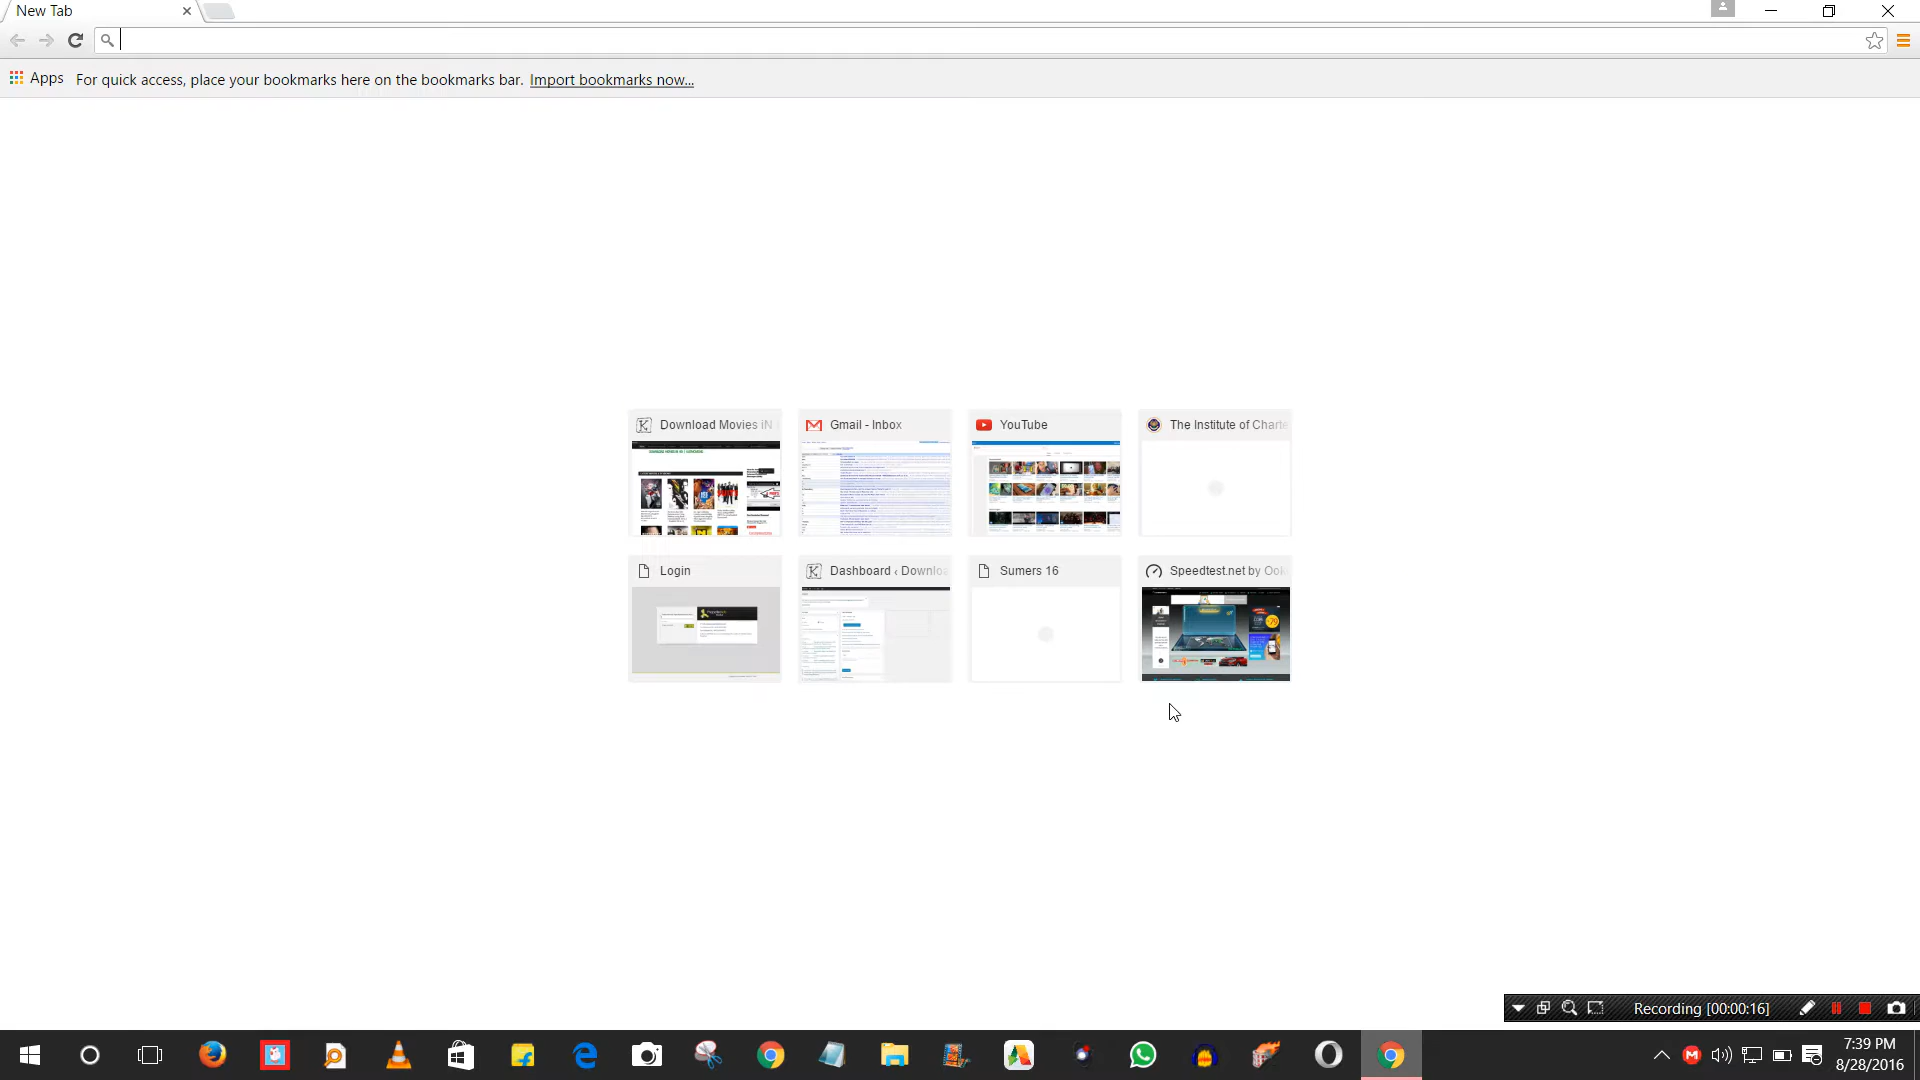 New Tab
Apps For quick access, place your bookmarks here on the bookmarks bar. Import bookmarks now...
Download Movies iN
Gmail - Inbox
YouTube
The Institute of Charte
Login
Dashboard ‹ Downlo
Sumers 16
Speedtest.net by Ook
Recording [00:00:16]
7:39 PM
8/28/2016